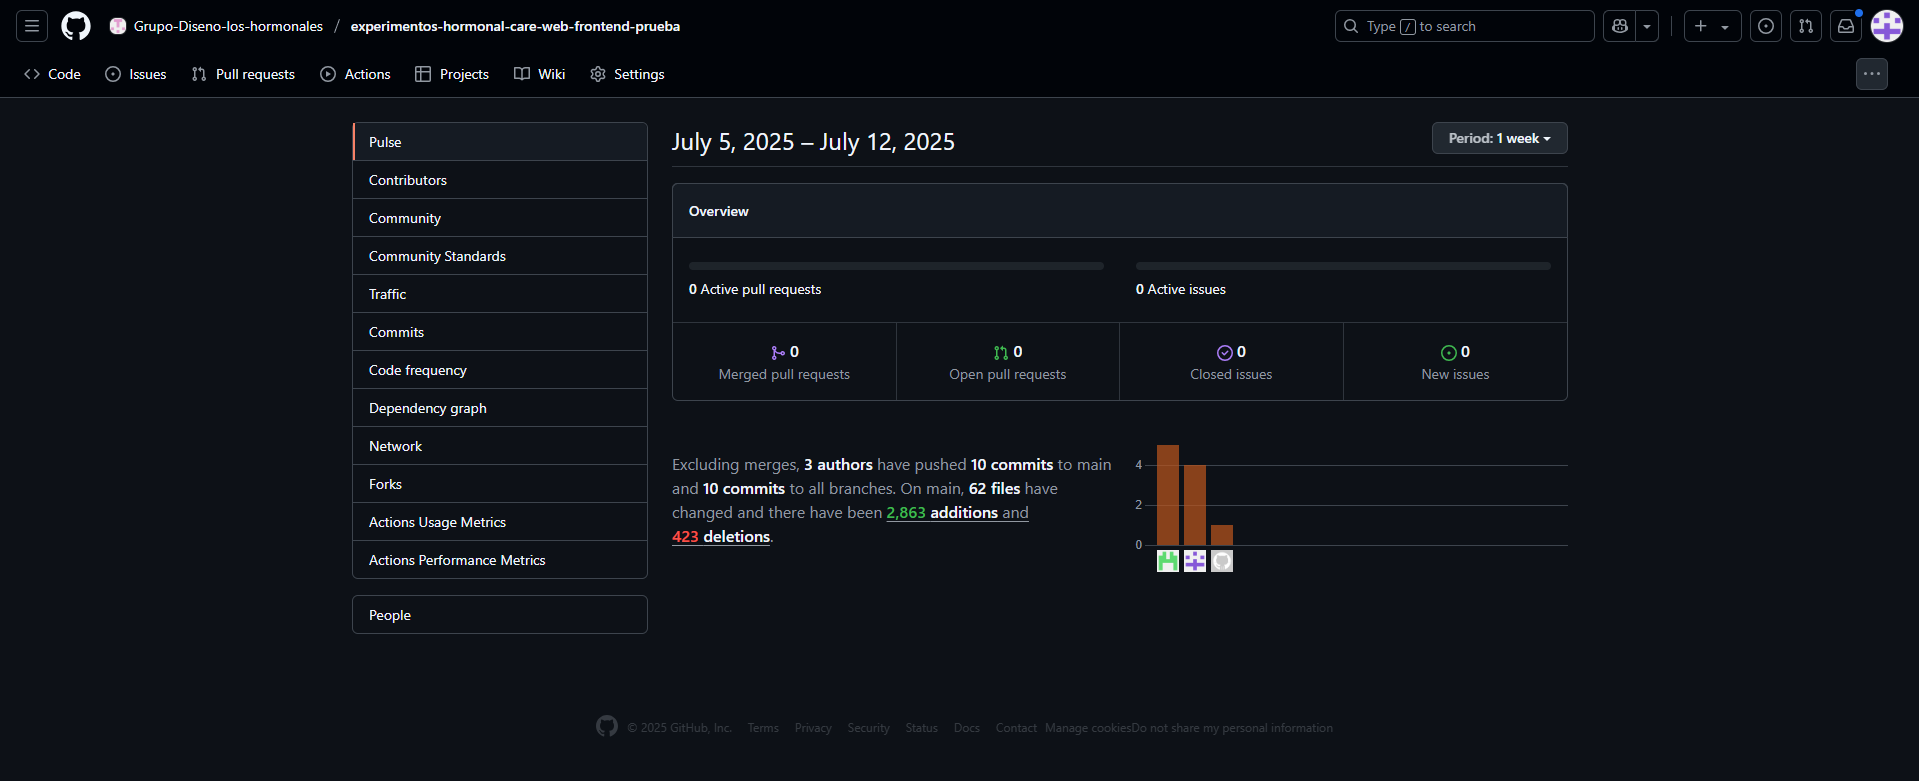 Grupo-Diseno-los-hormonales / experimentos-hormonal-care-web-frontend-prueba
Type / to search
Code
Issues
Pull requests
Actions
Projects
Wiki
Settings
Pulse
Contributors
Community
Community Standards
Traffic
Commits
Code frequency
Dependency graph
Network
Forks
Actions Usage Metrics
Actions Performance Metrics
People
July 5, 2025 – July 12, 2025
Period: 1 week
Overview
0 Active pull requests
0 Active issues
0
Merged pull requests
0
Open pull requests
0
Closed issues
0
New issues
Excluding merges, 3 authors have pushed 10 commits to main
and 10 commits to all branches. On main, 62 files have
changed and there have been 2,863 additions and
423 deletions.
4
2
0
© 2025 GitHub, Inc. Terms Privacy Security Status Docs Contact Manage cookies Do not share my personal information